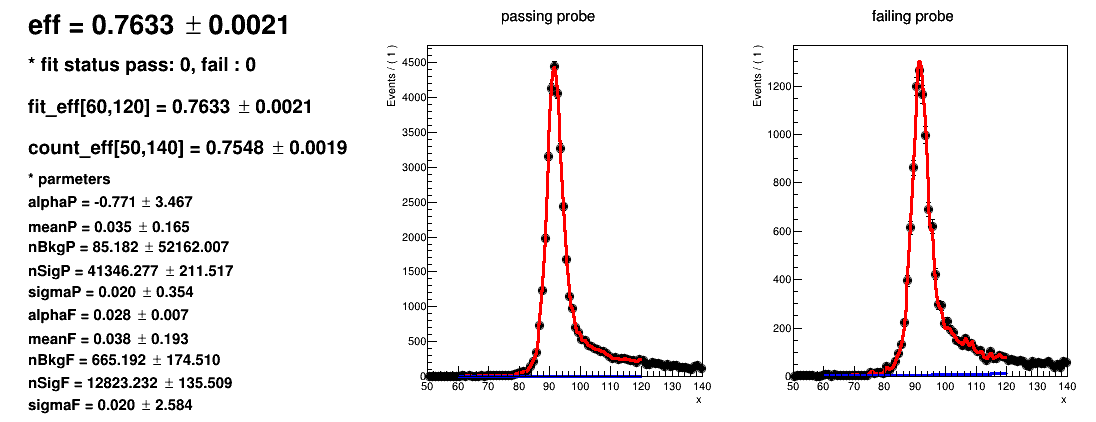 eff = 0.7633 ± 0.0021
* fit status pass: 0, fail : 0
fit_eff[60,120] = 0.7633 ± 0.0021
count_eff[50,140] = 0.7548 ± 0.0019
* parmeters
alphaP = -0.771 ± 3.467
meanP = 0.035 ± 0.165
nBkgP = 85.182 ± 52162.007
nSigP = 41346.277 ± 211.517
sigmaP = 0.020 ± 0.354
alphaF = 0.028 ± 0.007
meanF = 0.038 ± 0.193
nBkgF = 665.192 ± 174.510
nSigF = 12823.232 ± 135.509
sigmaF = 0.020 ± 2.584
passing probe
Events / ( 1 )
4500
4000
3500
3000
2500
2000
1500
1000
500
0
50 60 70 80 90 100 110 120 130 140
x
failing probe
Events / ( 1 )
1200
1000
800
600
400
200
0
50 60 70 80 90 100 110 120 130 140
x